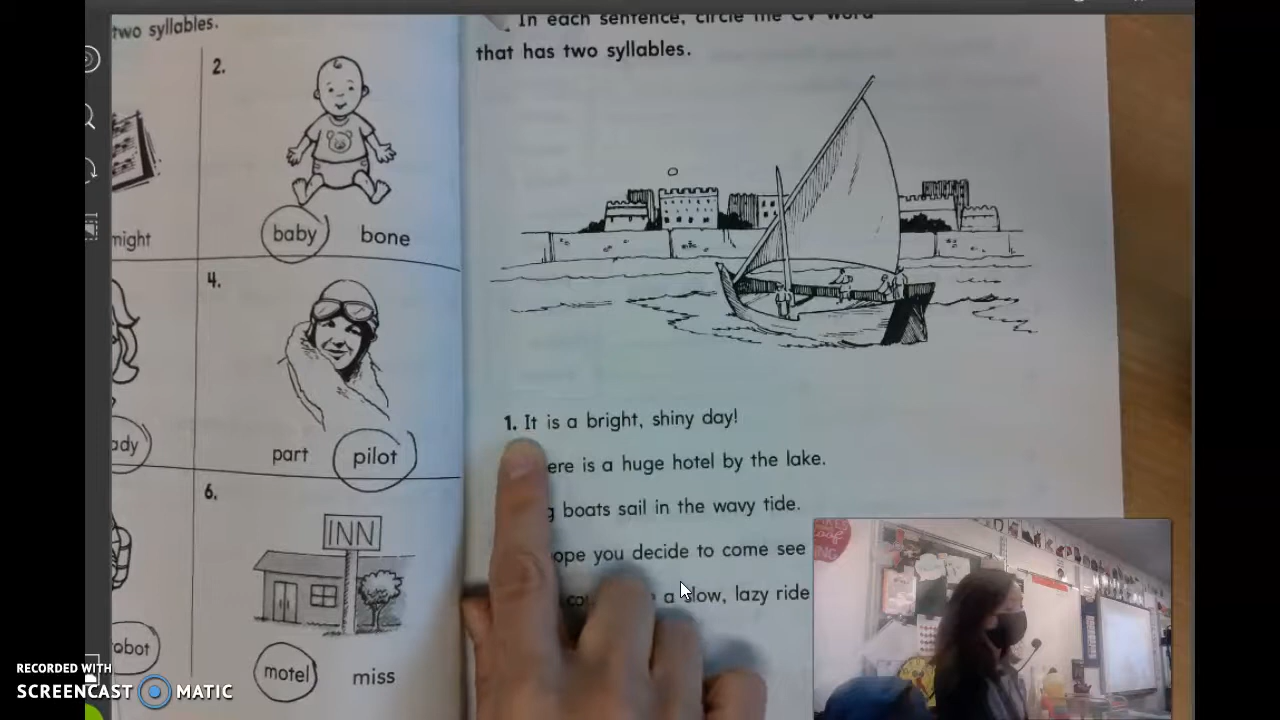 two syllables.
2.
might
baby bone
4.
ady
part pilot
6.
INN
robot
motel miss
In each sentence, circle the CV word
that has two syllables.
1. It is a bright, shiny day!
ere is a huge hotel by the lake.
g boats sail in the wavy tide.
ope you decide to come see
a slow, lazy ride
RECORDED WITH
SCREENCAST MATIC